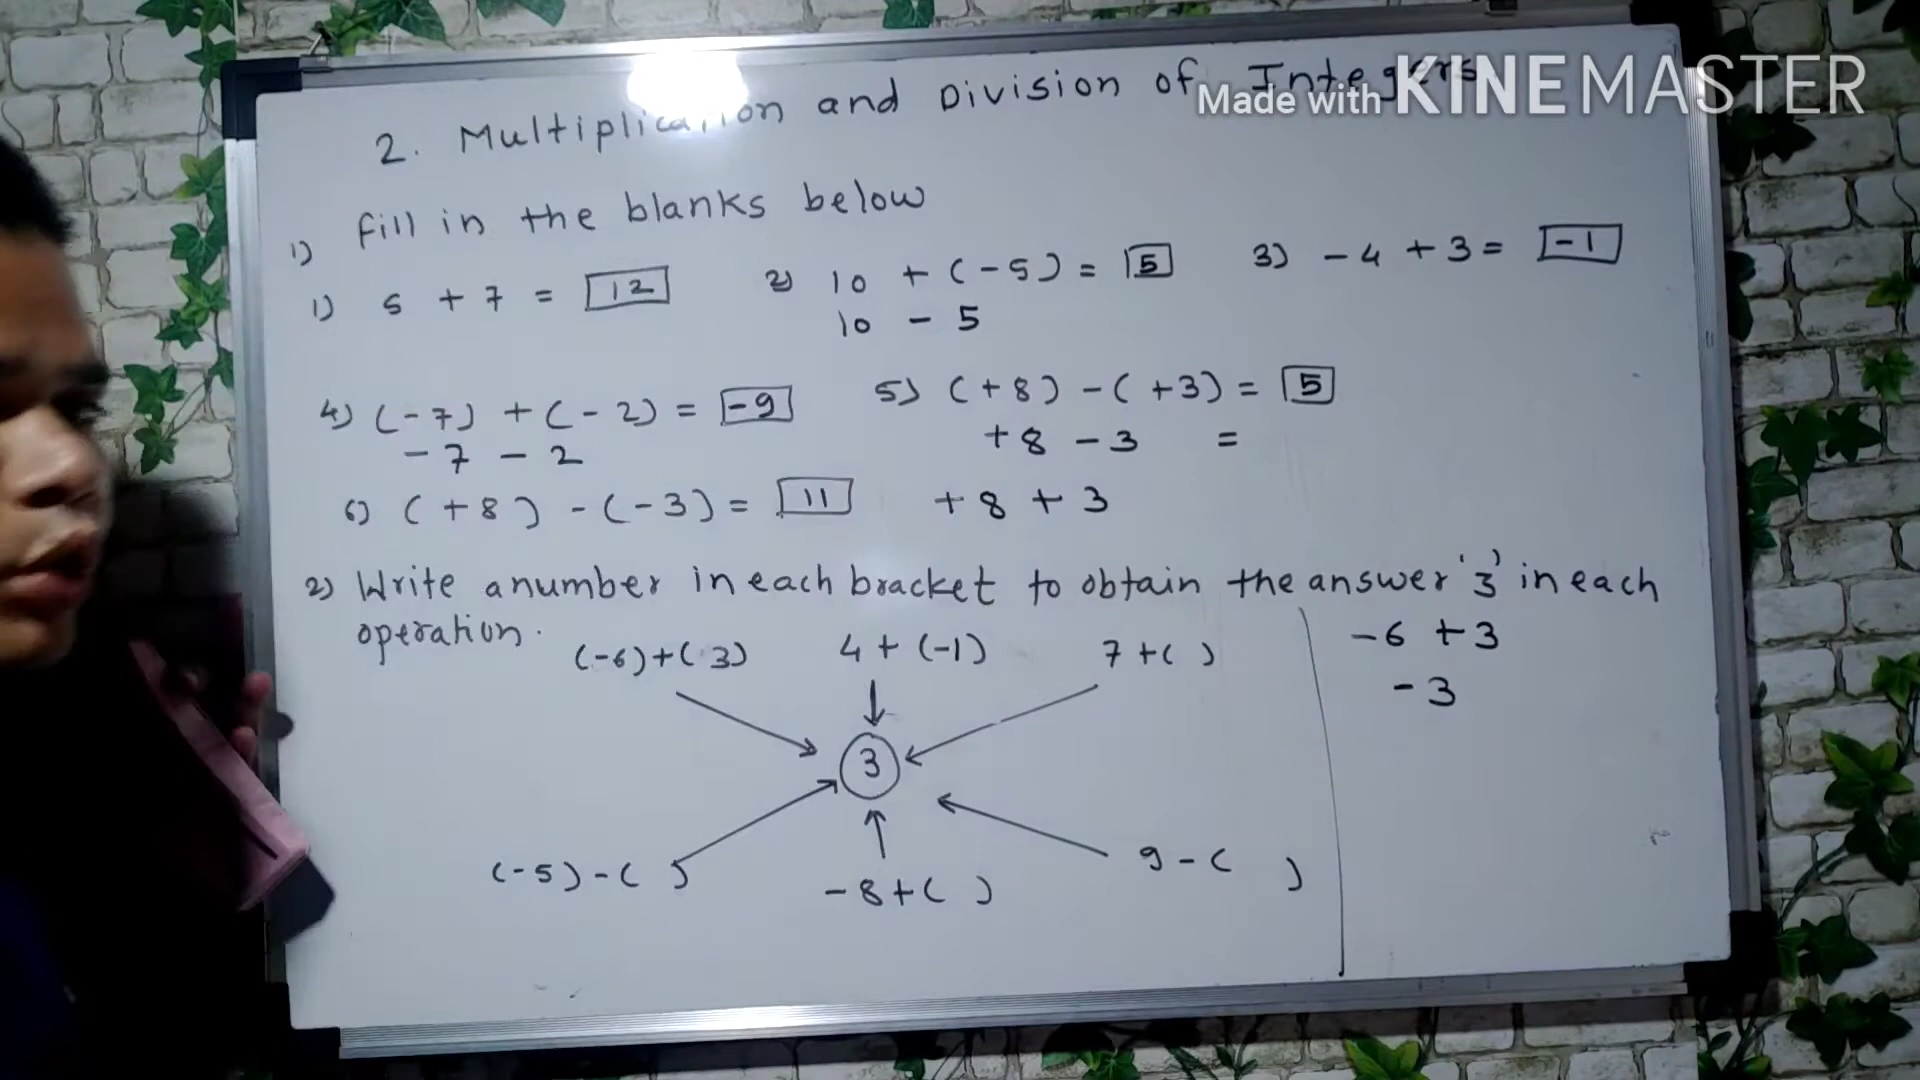 Made with KINEMASTER
2. Multiplication and Division of Integers
1) fill in the blanks below
1) 5 + 7 = 12 2) 10 + (-5) = 5 3) -4 + 3 = -1
10 - 5
4) (-7) + (-2) = -9 5) (+8) - (+3) = 5
-7 - 2 +8 - 3 =
6) (+8) - (-3) = 11 +8 + 3
2) Write a number in each bracket to obtain the answer '3' in each
operation.
(-6)+(3) 4 + (-1) 7 +( ) -6 +3
-3
3
(-5)-( ) -8+( ) 9-( )